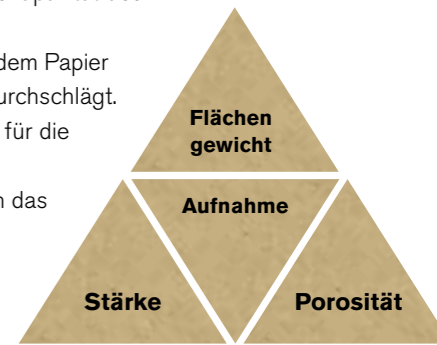 dem Papier
urchschlägt.
für die
das
Flächen
gewicht
Aufnahme
Stärke
Porosität